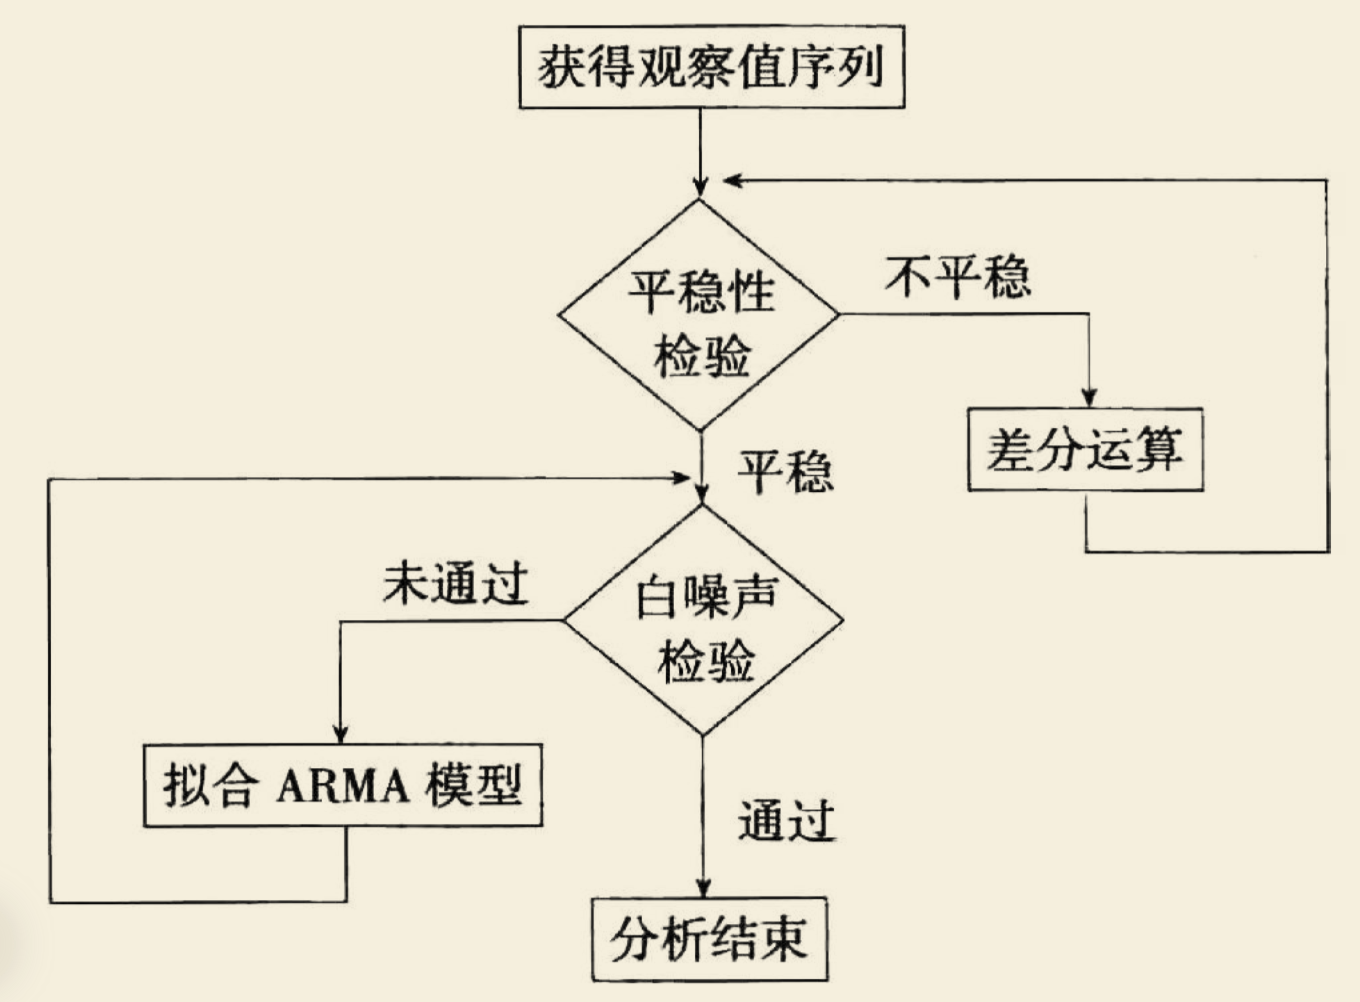 获得观察值序列
平稳性
检验
不平稳
差分运算
平稳
白噪声
检验
未通过
拟合 ARMA 模型
通过
分析结束